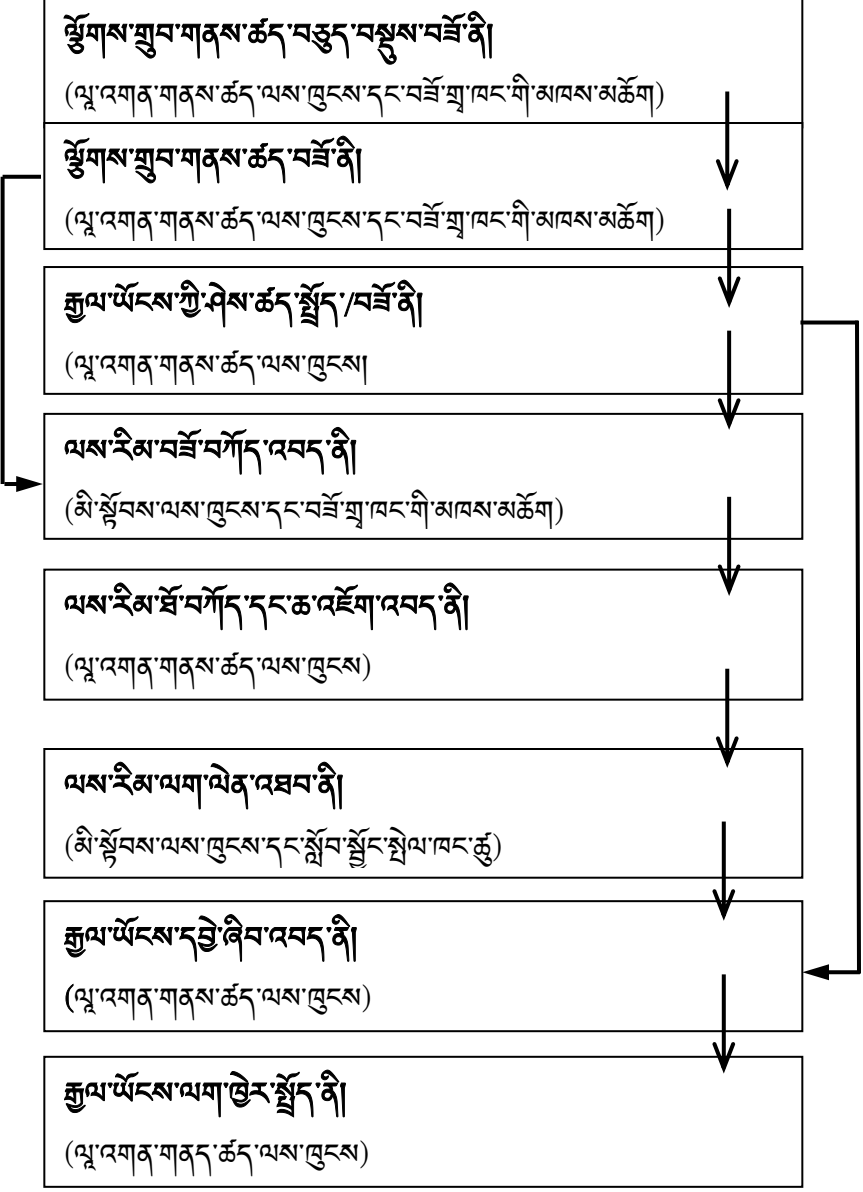 ལྕོགས་གྲུབ་གནས་ཚད་བཅུད་བསྡུས་བཟོ་ནི།
(ལཱ་འགན་གནས་ཚད་ལས་ཁུངས་དང་བཟོ་གྲྭ་ཁང་གི་མཁས་མཆོག)
ལྕོགས་གྲུབ་གནས་ཚད་བཟོ་ནི།
(ལཱ་འགན་གནས་ཚད་ལས་ཁུངས་དང་བཟོ་གྲྭ་ཁང་གི་མཁས་མཆོག)
རྒྱལ་ཡོངས་ཀྱི་ཤེས་ཚད་སྤྲོད་/བཟོ་ནི།
(ལཱ་འགན་གནས་ཚད་ལས་ཁུངས།
ལས་རིམ་བཟོ་བཀོད་འབད་ནི།
(མི་སྟོབས་ལས་ཁུངས་དང་བཟོ་གྲྭ་ཁང་གི་མཁས་མཆོག)
ལས་རིམ་ཐོ་བཀོད་དང་ཆ་འཇོག་འབད་ནི།
(ལཱ་འགན་གནས་ཚད་ལས་ཁུངས)
ལས་རིམ་ལག་ལེན་འཐབ་ནི།
(མི་སྟོབས་ལས་ཁུངས་དང་སློབ་སྦྱོང་སྤེལ་ཁང་ཚུ)
རྒྱལ་ཡོངས་དབྱེ་ཞིབ་འབད་ནི།
(ལཱ་འགན་གནས་ཚད་ལས་ཁུངས)
རྒྱལ་ཡོངས་ལག་ཁྱེར་སྤྲོད་ནི།
(ལཱ་འགན་གནད་ཚད་ལས་ཁུངས)